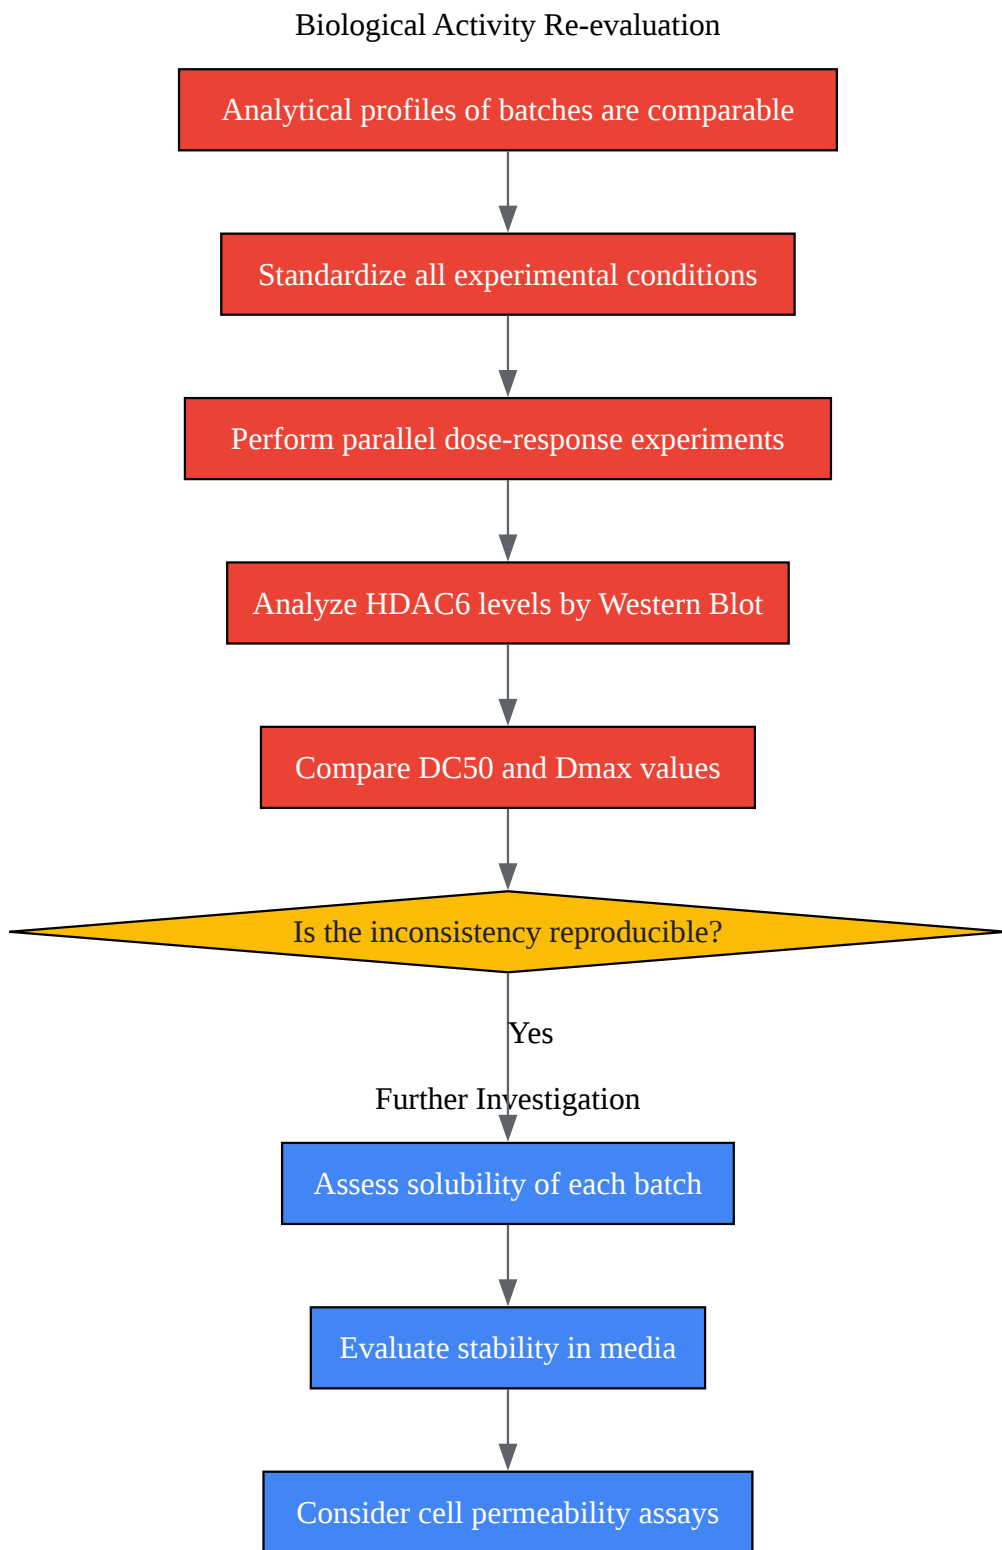 Biological Activity Re-evaluation
Analytical profiles of batches are comparable
Standardize all experimental conditions
Perform parallel dose-response experiments
Analyze HDAC6 levels by Western Blot
Compare DC50 and Dmax values
Is the inconsistency reproducible?
Yes
Further Investigation
Assess solubility of each batch
Evaluate stability in media
Consider cell permeability assays